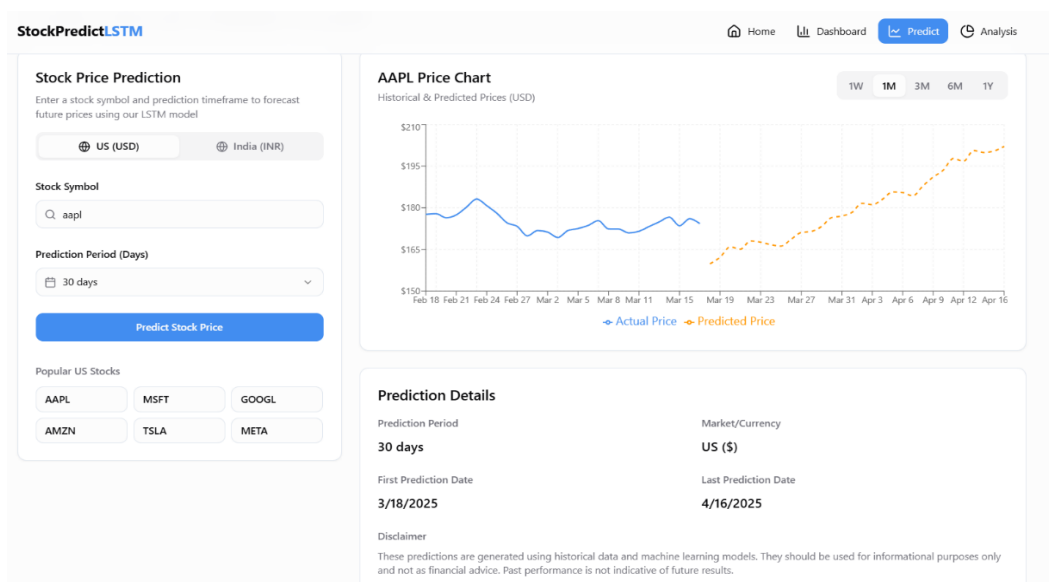 StockPredictLSTM
Home
Dashboard
Predict
Analysis
Stock Price Prediction
Enter a stock symbol and prediction timeframe to forecast
future prices using our LSTM model
US (USD)
India (INR)
Stock Symbol
aapl
Prediction Period (Days)
30 days
Predict Stock Price
Popular US Stocks
AAPL
MSFT
GOOGL
AMZN
TSLA
META
AAPL Price Chart
Historical & Predicted Prices (USD)
1W
1M
3M
6M
1Y
$210
$195
$180
$165
$150
Feb 18 Feb 21 Feb 24 Feb 27 Mar 2 Mar 5 Mar 8 Mar 11 Mar 15 Mar 19 Mar 23 Mar 27 Mar 31 Apr 3 Apr 6 Apr 9 Apr 12 Apr 16
Actual Price
Predicted Price
Prediction Details
Prediction Period
Market/Currency
30 days
US ($)
First Prediction Date
Last Prediction Date
3/18/2025
4/16/2025
Disclaimer
These predictions are generated using historical data and machine learning models. They should be used for informational purposes only
and not as financial advice. Past performance is not indicative of future results.